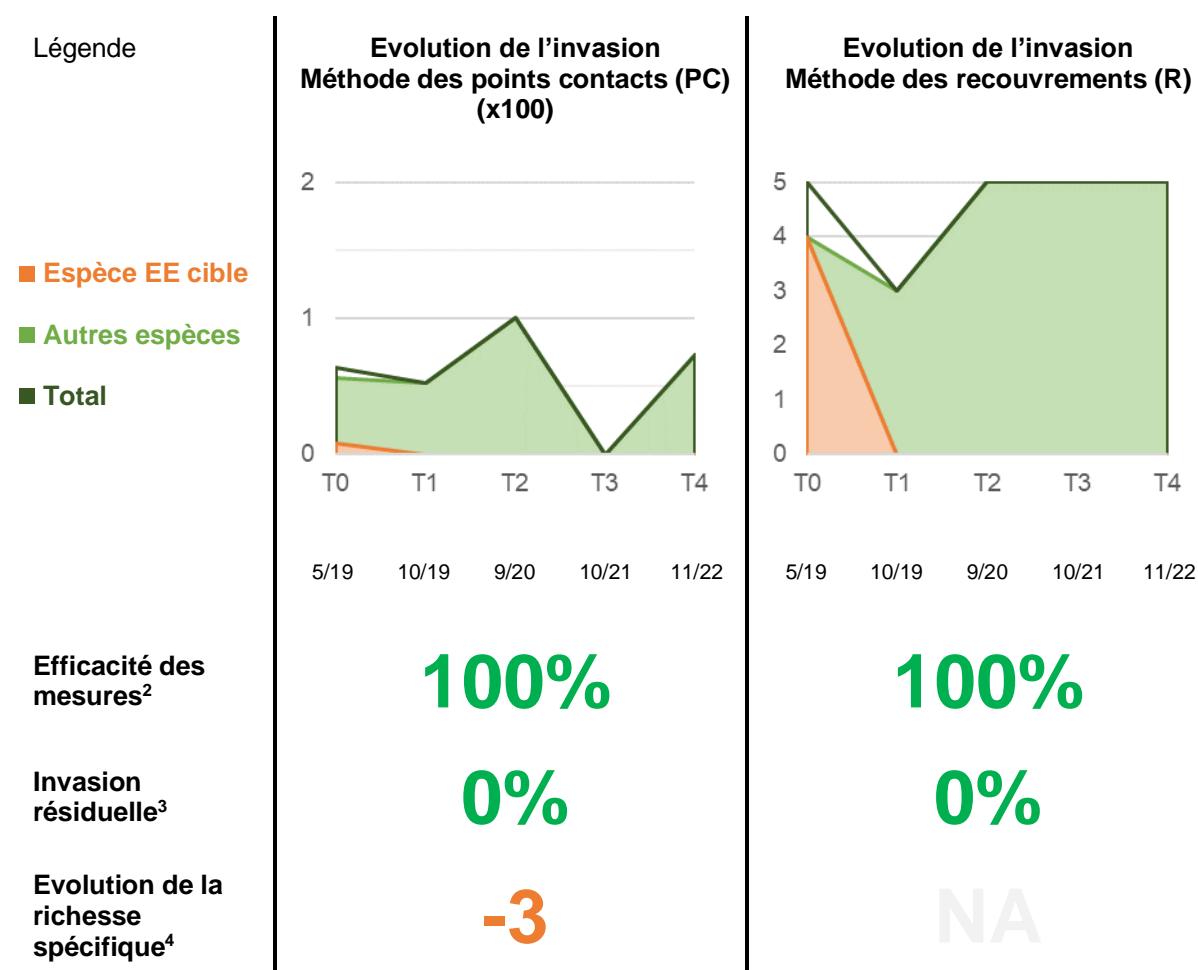 Légende
Espèce EE cible
Autres espèces
Total
Evolution de l’invasion
Méthode des points contacts (PC)
(x100)
2
1
0
T0 T1 T2 T3 T4
5/19 10/19 9/20 10/21 11/22
Evolution de l’invasion
Méthode des recouvrements (R)
5
4
3
2
1
0
T0 T1 T2 T3 T4
5/19 10/19 9/20 10/21 11/22
Efficacité des
mesures²
100% 100%
Invasion
résiduelle³
0% 0%
Evolution de la
richesse
spécifique⁴
-3 NA